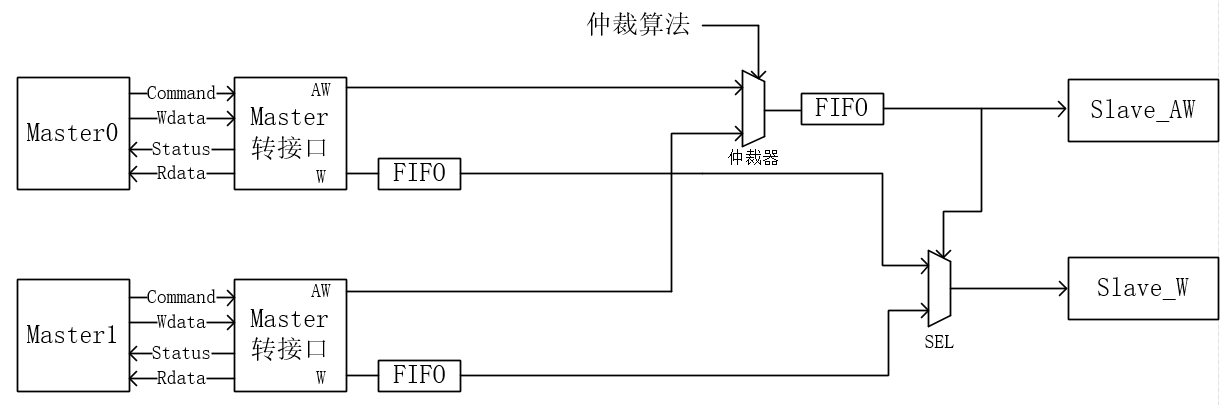 仲裁算法
Master0
Command
Wdata
Status
Rdata
AW
Master
转接口
W
FIFO
仲裁器
FIFO
Slave_AW
Master1
Command
Wdata
Status
Rdata
AW
Master
转接口
W
FIFO
SEL
Slave_W